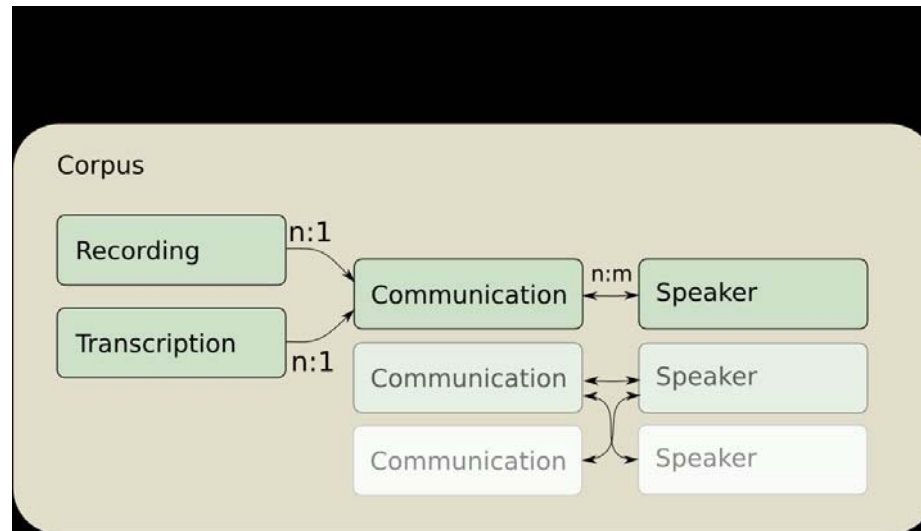 Corpus
Recording
n:1
Communication
n:m
Speaker
Transcription
n:1
Communication
Speaker
Communication
Speaker